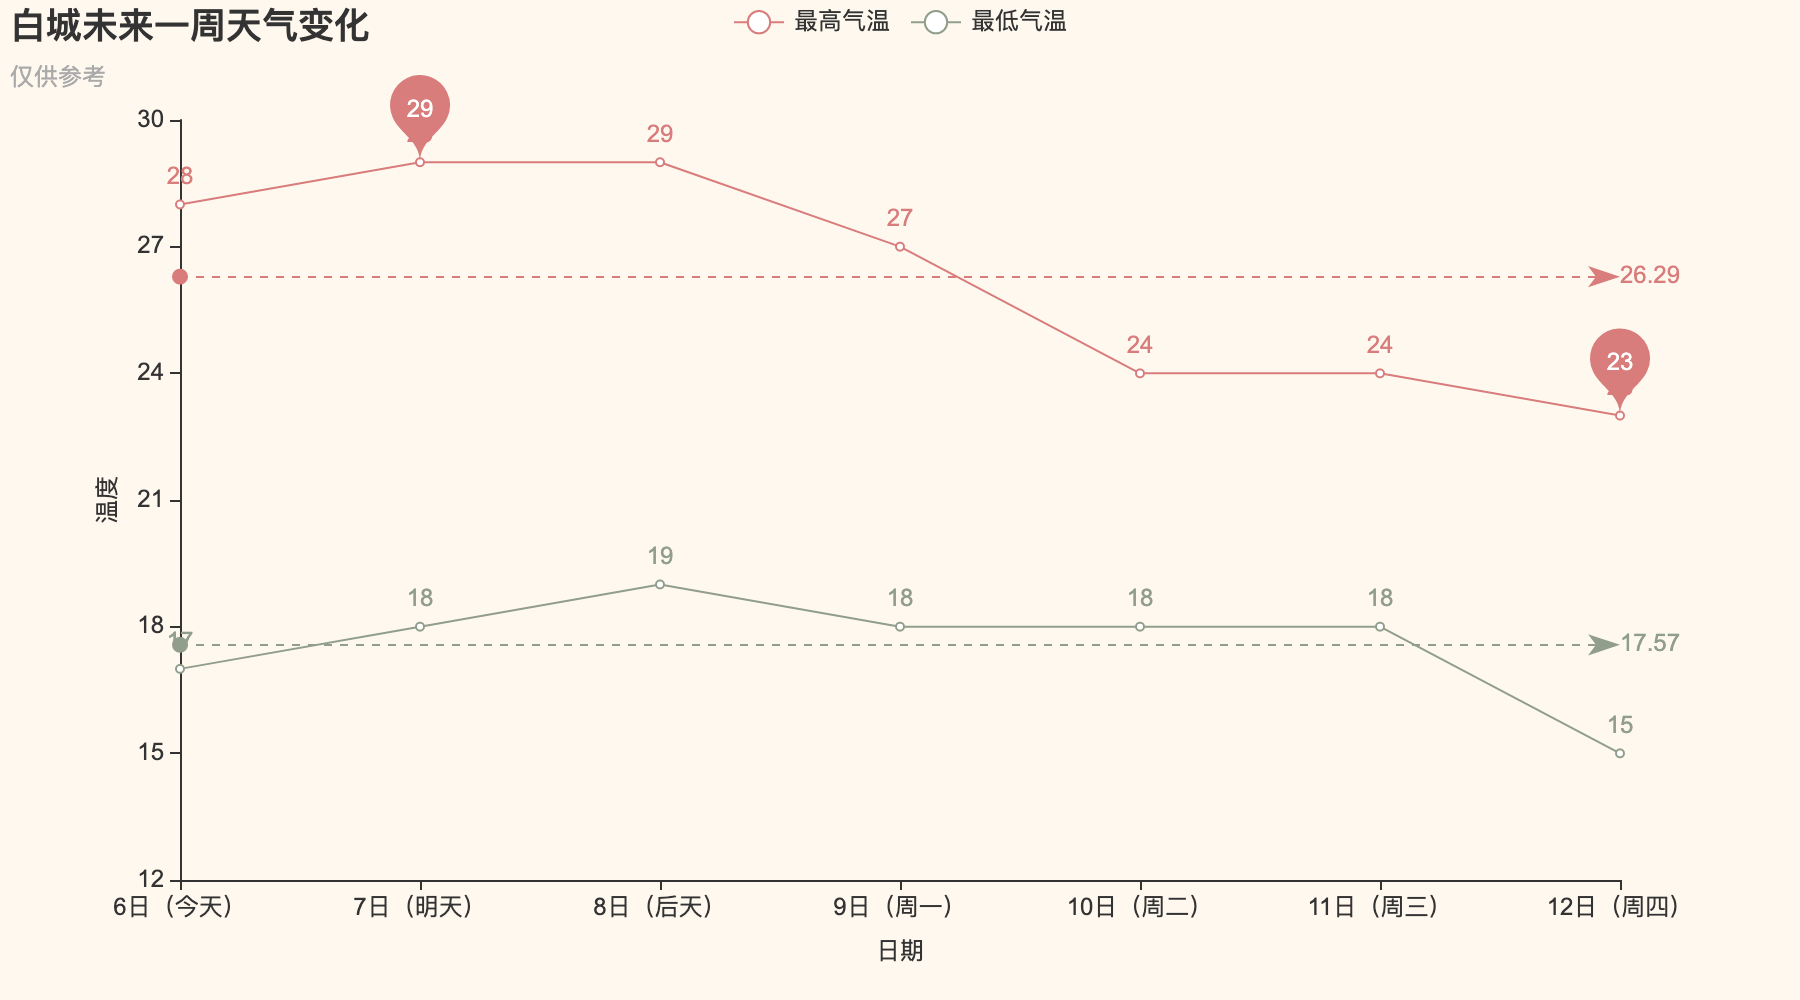 白城未来一周天气变化
仅供参考
最高气温
最低气温
30
27
24
21
18
15
12
温度
28
29
29
27
24
24
23
26.29
17
18
19
18
18
18
15
17.57
6日（今天）
7日（明天）
8日（后天）
9日（周一）
10日（周二）
11日（周三）
12日（周四）
日期